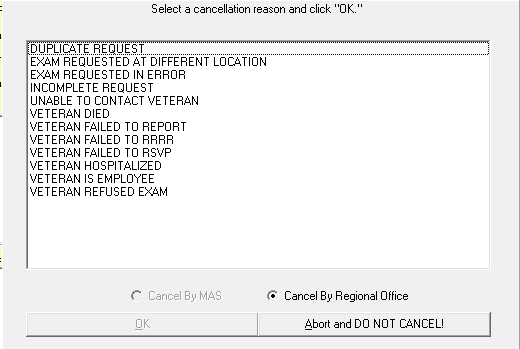 Select a cancellation reason and click "OK."
DUPLICATE REQUEST
EXAM REQUESTED AT DIFFERENT LOCATION
EXAM REQUESTED IN ERROR
INCOMPLETE REQUEST
UNABLE TO CONTACT VETERAN
VETERAN DIED
VETERAN FAILED TO REPORT
VETERAN FAILED TO RRRR
VETERAN FAILED TO RSVP
VETERAN HOSPITALIZED
VETERAN IS EMPLOYEE
VETERAN REFUSED EXAM
Cancel By MAS Cancel By Regional Office
OK Abort and DO NOT CANCEL!